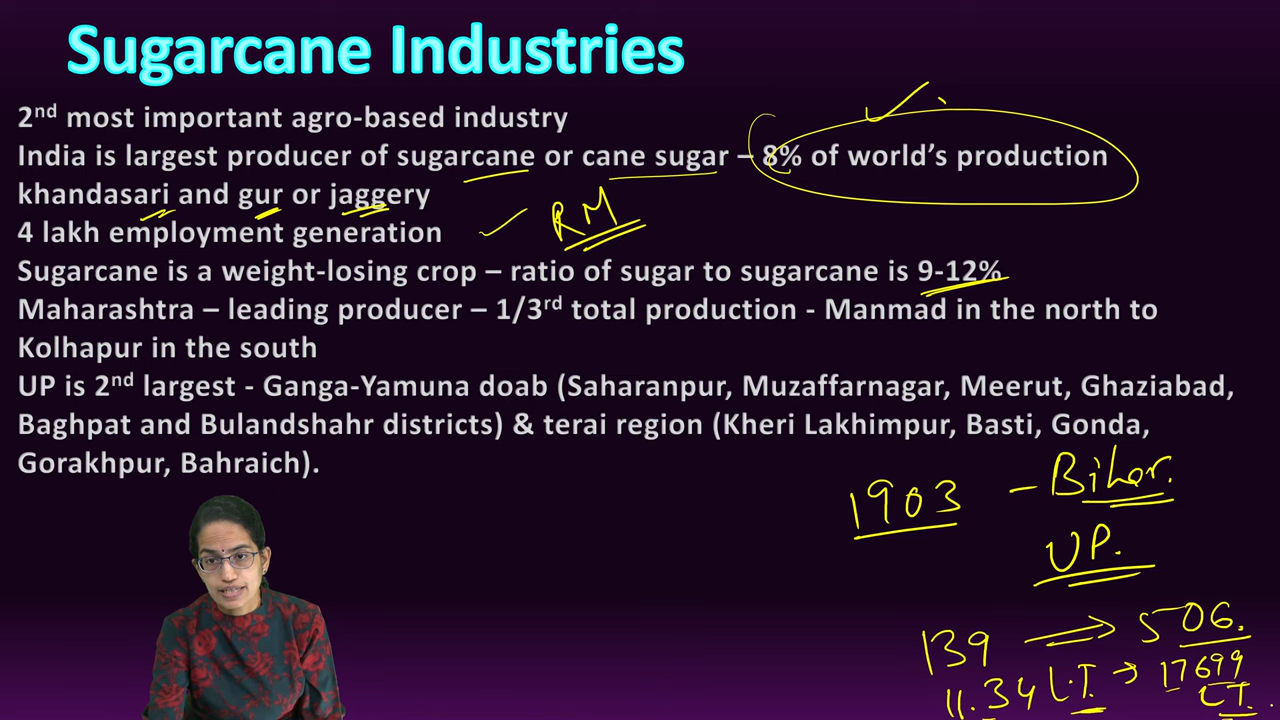 Sugarcane Industries
2nd most important agro-based industry
India is largest producer of sugarcane or cane sugar – 8% of world's production
khandasari and gur or jaggery
RM
4 lakh employment generation
Sugarcane is a weight-losing crop – ratio of sugar to sugarcane is 9-12%
Maharashtra – leading producer – 1/3rd total production - Manmad in the north to
Kolhapur in the south
UP is 2nd largest - Ganga-Yamuna doab (Saharanpur, Muzaffarnagar, Meerut, Ghaziabad,
Baghpat and Bulandshahr districts) & terai region (Kheri Lakhimpur, Basti, Gonda,
Gorakhpur, Bahraich).
1903 – Bihar.
UP.
139 ⇒ 506.
11.34 L.T. → 17699
LT.